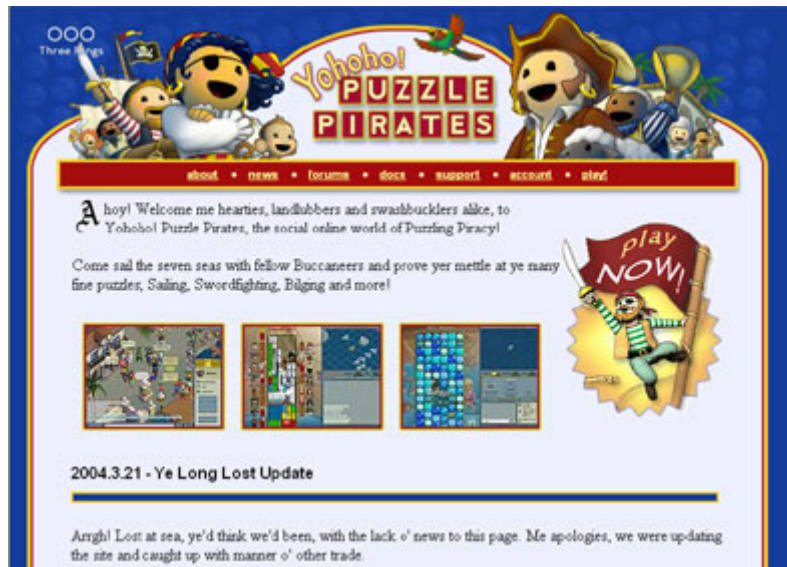 Three Rings
Yohoho!
PUZZLE
PIRATES
about • news • forums • docs • support • account • play!
Ahoy! Welcome me hearties, landlubbers and swashbucklers alike, to
Yohoho! Puzzle Pirates, the social online world of Puzzling Piracy!
Come sail the seven seas with fellow Buccaneers and prove yer mettle at ye many
fine puzzles, Sailing, Swordfighting, Bilging and more!
play
NOW!
2004.3.21 - Ye Long Lost Update
Arrgh! Lost at sea, ye'd think we'd been, with the lack o' news to this page. Me apologies, we were updating
the site and caught up with manner o' other trade.